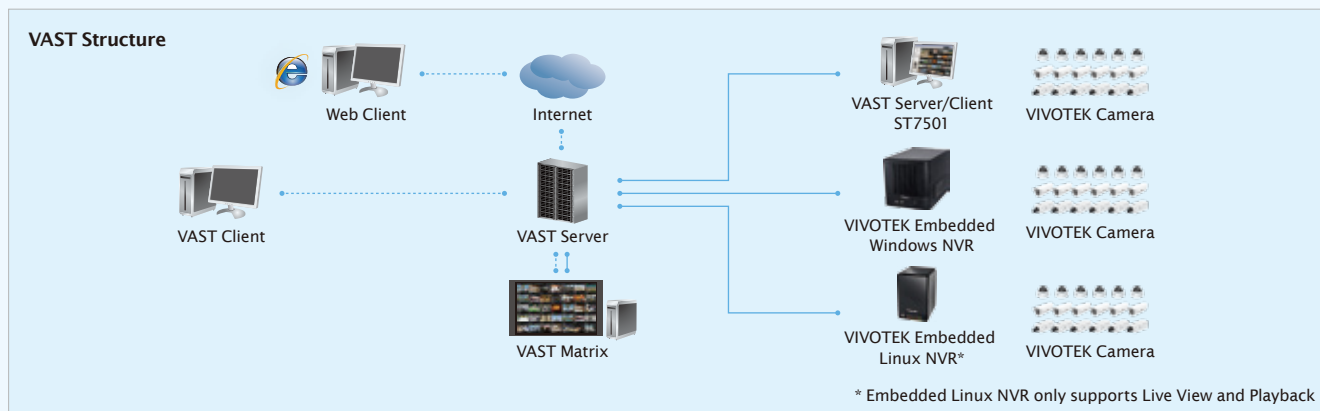 VAST Structure
Web Client
Internet
VAST Server/Client
ST7501
VIVOTEK Camera
VAST Client
VAST Server
VIVOTEK Embedded
Windows NVR
VIVOTEK Camera
VAST Matrix
VIVOTEK Embedded
Linux NVR*
VIVOTEK Camera
* Embedded Linux NVR only supports Live View and Playback